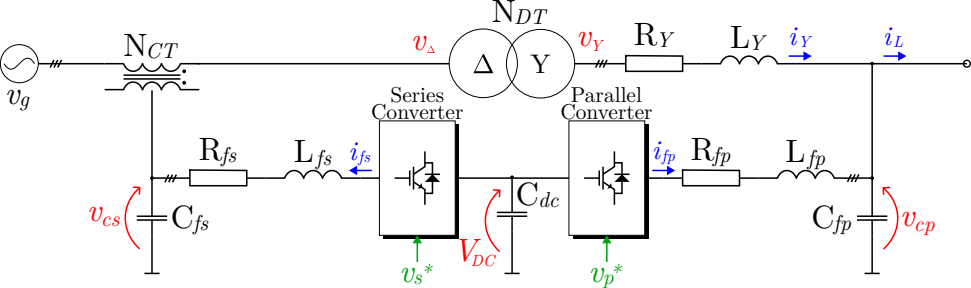 N_DT
N_CT
v_Δ
v_Y
R_Y
L_Y
i_Y
i_L
Δ
Y
v_g
Series
Converter
Parallel
Converter
R_fs
L_fs
i_fs
i_fp
R_fp
L_fp
v_cs
C_fs
C_dc
V_DC
C_fp
v_cp
v_s*
v_p*